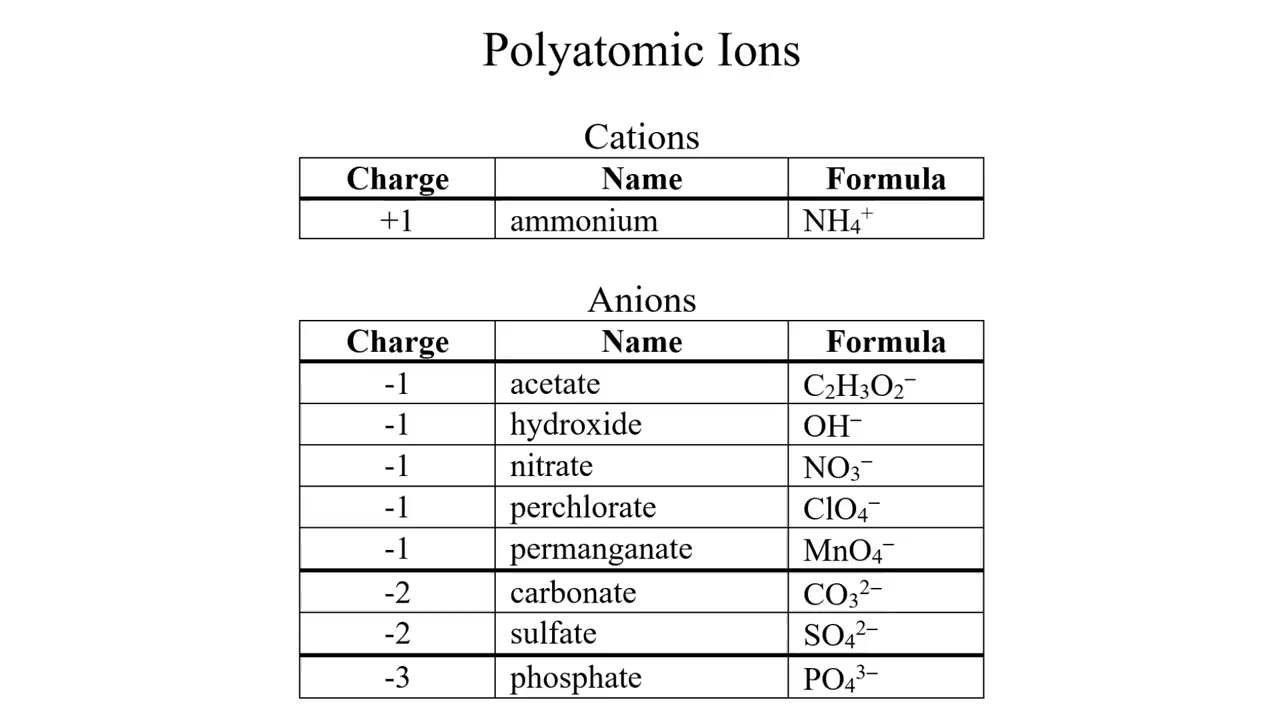 Polyatomic Ions
Cations
Charge Name Formula
+1 ammonium NH₄⁺
Anions
Charge Name Formula
-1 acetate C₂H₃O₂⁻
-1 hydroxide OH⁻
-1 nitrate NO₃⁻
-1 perchlorate ClO₄⁻
-1 permanganate MnO₄⁻
-2 carbonate CO₃²⁻
-2 sulfate SO₄²⁻
-3 phosphate PO₄³⁻